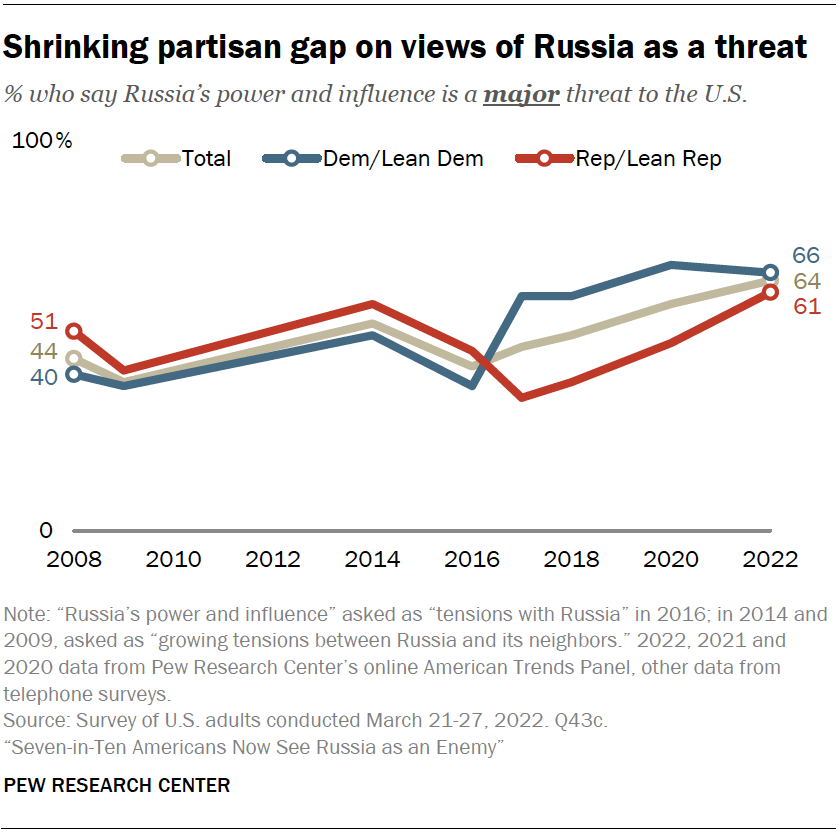 Shrinking partisan gap on views of Russia as a threat
% who say Russia’s power and influence is a major threat to the U.S.
100%
Total Dem/Lean Dem Rep/Lean Rep
66
64
61
51
44
40
0
2008 2010 2012 2014 2016 2018 2020 2022
Note: “Russia’s power and influence” asked as “tensions with Russia” in 2016; in 2014 and
2009, asked as “growing tensions between Russia and its neighbors.” 2022, 2021 and
2020 data from Pew Research Center’s online American Trends Panel, other data from
telephone surveys.
Source: Survey of U.S. adults conducted March 21-27, 2022. Q43c.
“Seven-in-Ten Americans Now See Russia as an Enemy”
PEW RESEARCH CENTER